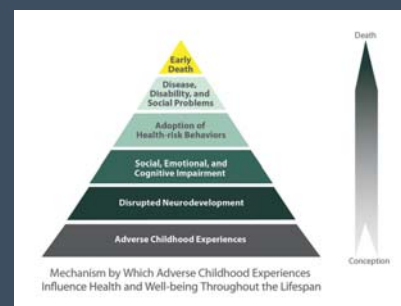 Early
Death
Disease,
Disability, and
Social Problems
Adoption of
Health-risk Behaviors
Social, Emotional, and
Cognitive Impairment
Disrupted Neurodevelopment
Adverse Childhood Experiences
Mechanism by Which Adverse Childhood Experiences
Influence Health and Well-being Throughout the Lifespan
Death
Conception